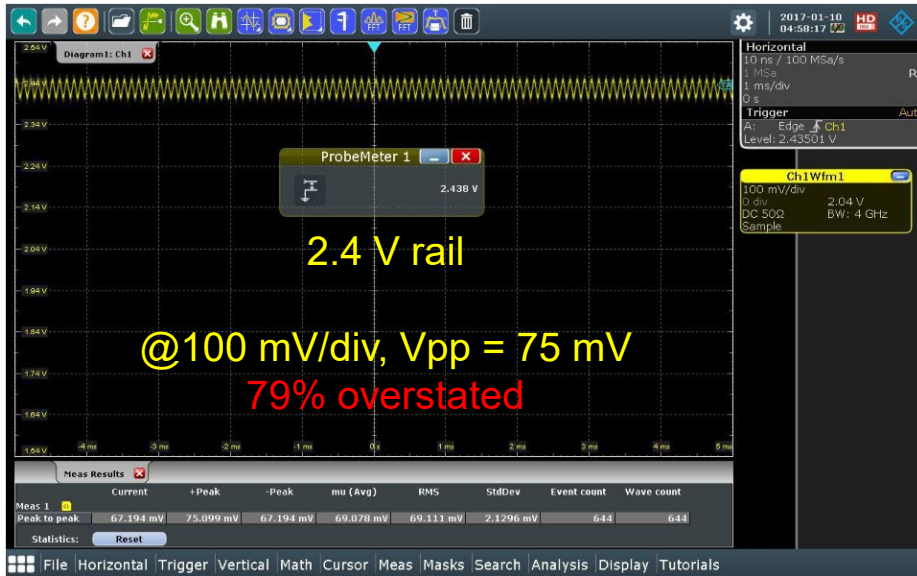 2017-01-10
04:58:17
HD
FFT
FFT
Diagram1: Ch1
2.54 V
2.34 V
2.24 V
2.14 V
2.04 V
1.94 V
1.84 V
1.74 V
1.64 V
1.54 V
-4 ms
-3 ms
-2 ms
-1 ms
0 s
1 ms
2 ms
3 ms
4 ms
5 ms
ProbeMeter 1
2.438 V
2.4 V rail
@100 mV/div, Vpp = 75 mV
79% overstated
Horizontal
10 ns / 100 MSa/s
1 MSa R
1 ms/div
0 s
Trigger Aut
A: Edge Ch1
Level: 2.43501 V
Ch1Wfm1
100 mV/div
0 div 2.04 V
DC 50Ω BW: 4 GHz
Sample
Meas Results
Current +Peak -Peak mu (Avg) RMS StdDev Event count Wave count
Meas 1
Peak to peak 67.194 mV 75.099 mV 67.194 mV 69.078 mV 69.111 mV 2.1296 mV 644 644
Statistics: Reset
File Horizontal Trigger Vertical Math Cursor Meas Masks Search Analysis Display Tutorials